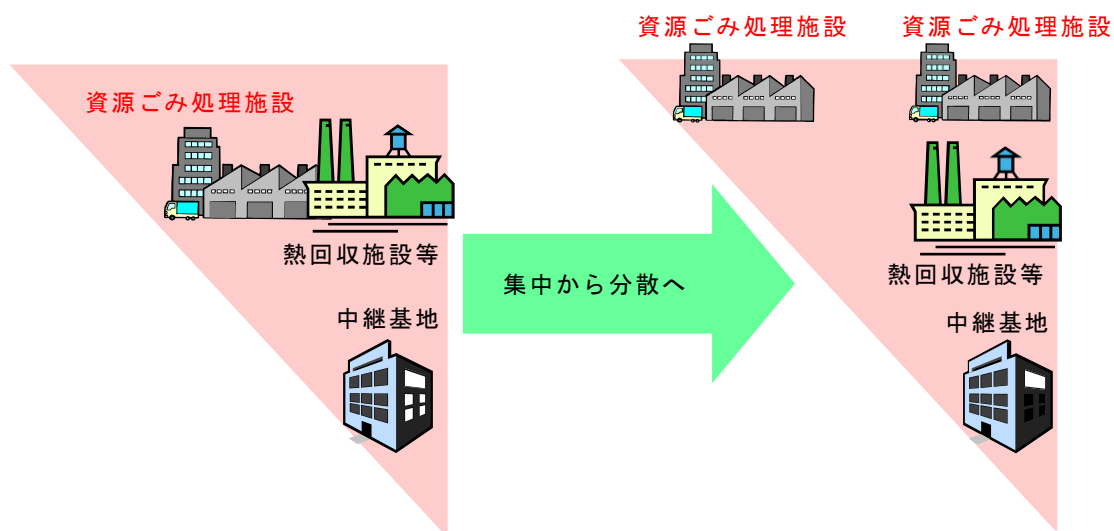 資源ごみ処理施設
熱回収施設等
中継基地
集中から分散へ
資源ごみ処理施設
資源ごみ処理施設
熱回収施設等
中継基地